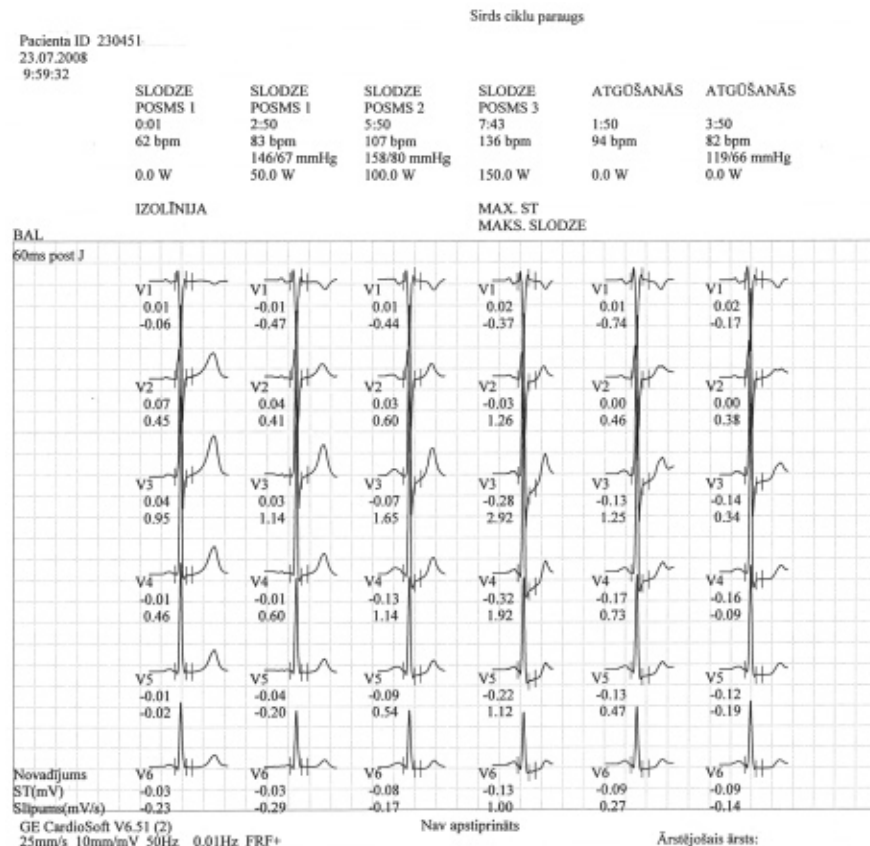 Sirds ciklu paraugs
Pacienta ID 230451
23.07.2008
9:59:32
SLODZE SLODZE SLODZE SLODZE ATGŪŠANĀS ATGŪŠANĀS
POSMS 1 POSMS 1 POSMS 2 POSMS 3
0:01 2:50 5:50 7:43 1:50 3:50
62 bpm 83 bpm 107 bpm 136 bpm 94 bpm 82 bpm
146/67 mmHg 158/80 mmHg 119/66 mmHg
0.0 W 50.0 W 100.0 W 150.0 W 0.0 W 0.0 W
IZOLĪNIJA MAX. ST
MAKS. SLODZE
BAL
60ms post J
V1 V1 V1 V1 V1 V1
0.01 -0.01 0.01 0.02 0.01 0.02
-0.06 -0.47 -0.44 -0.37 -0.74 -0.17
V2 V2 V2 V2 V2 V2
0.07 0.04 0.03 -0.03 0.00 0.00
0.45 0.41 0.60 1.26 0.46 0.38
V3 V3 V3 V3 V3 V3
0.04 0.03 -0.07 -0.28 -0.13 -0.14
0.95 1.14 1.65 2.92 1.25 0.34
V4 V4 V4 V4 V4 V4
-0.01 -0.01 -0.13 -0.32 -0.17 -0.16
0.46 0.60 1.14 1.92 0.73 -0.09
V5 V5 V5 V5 V5 V5
-0.01 -0.04 -0.09 -0.22 -0.13 -0.12
-0.02 -0.20 0.54 1.12 0.47 -0.19
Novadījums V6 V6 V6 V6 V6 V6
ST(mV) -0.03 -0.03 -0.08 -0.13 -0.09 -0.09
Slīpums(mV/s) -0.23 -0.29 -0.17 1.00 0.27 -0.14
GE CardioSoft V6.51 (2) Nav apstiprināts
25mm/s 10mm/mV 50Hz 0.01Hz FRF+ Ārstējošais ārsts: